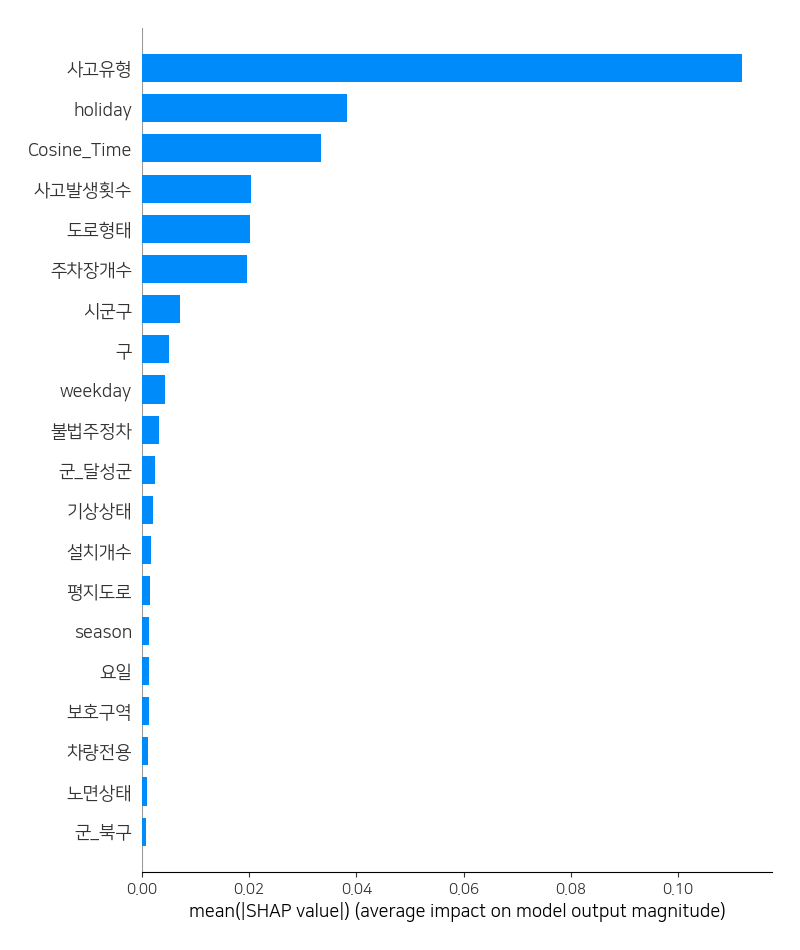 사고유형
holiday
Cosine_Time
사고발생횟수
도로형태
주차장개수
시군구
구
weekday
불법주정차
군_달성군
기상상태
설치개수
평지도로
season
요일
보호구역
차량전용
노면상태
군_북구
0.00 0.02 0.04 0.06 0.08 0.10
mean(|SHAP value|) (average impact on model output magnitude)